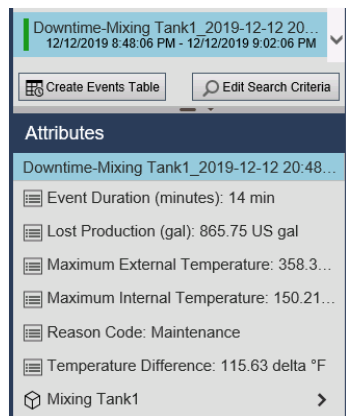 Downtime-Mixing Tank1_2019-12-12 20...
12/12/2019 8:48:06 PM - 12/12/2019 9:02:06 PM
Create Events Table
Edit Search Criteria
Attributes
Downtime-Mixing Tank1_2019-12-12 20:48...
Event Duration (minutes): 14 min
Lost Production (gal): 865.75 US gal
Maximum External Temperature: 358.3...
Maximum Internal Temperature: 150.21...
Reason Code: Maintenance
Temperature Difference: 115.63 delta °F
Mixing Tank1